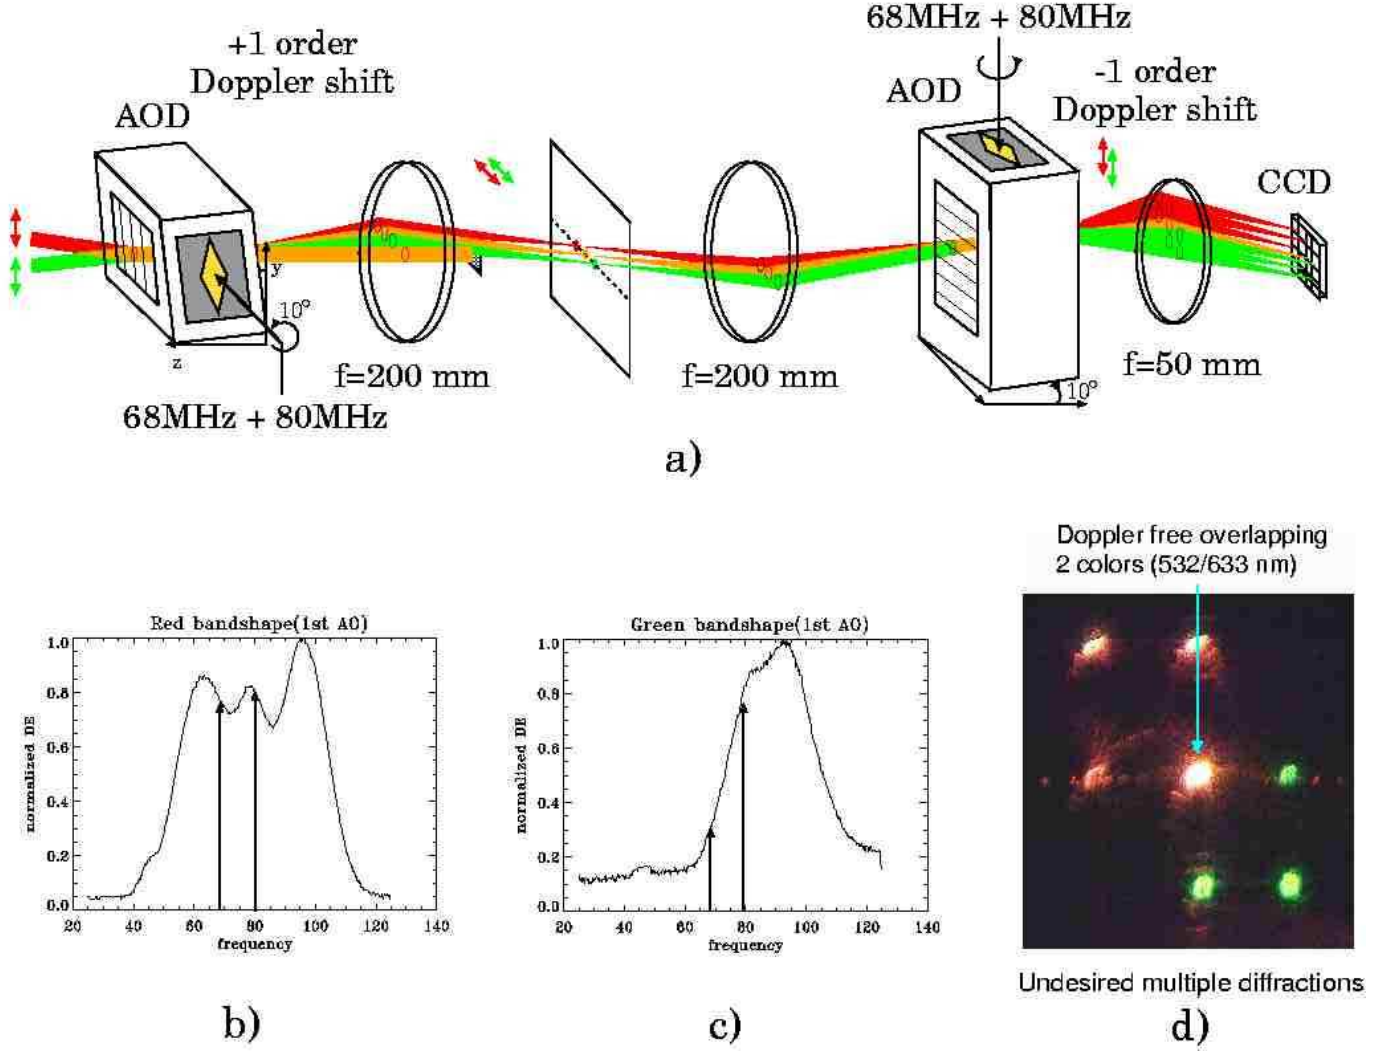 68MHz + 80MHz
+1 order
Doppler shift
AOD
-1 order
Doppler shift
AOD
CCD
y
10°
z
f=200 mm
f=200 mm
f=50 mm
10°
68MHz + 80MHz
a)
Doppler free overlapping
2 colors (532/633 nm)
Red bandshape(1st AO)
normalized DE
1.0
0.8
0.6
0.4
0.2
0.0
20 40 60 80 100 120 140
frequency
Green bandshape(1st AO)
normalized DE
1.0
0.8
0.6
0.4
0.2
0.0
20 40 60 80 100 120 140
frequency
Undesired multiple diffractions
b)
c)
d)